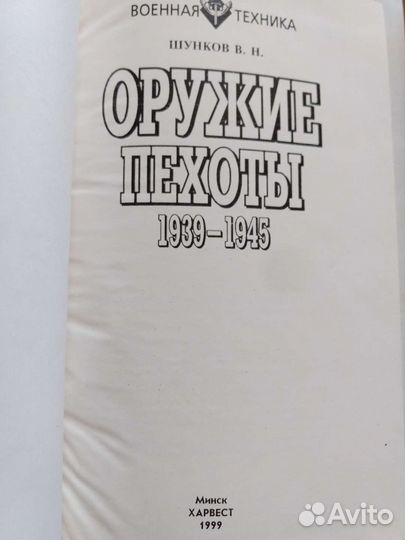 ВОЕННАЯ ТЕХНИКА
ШУНКОВ В. Н.
ОРУЖИЕ
ПЕХОТЫ
1939–1945
Минск
ХАРВЕСТ
1999
Avito